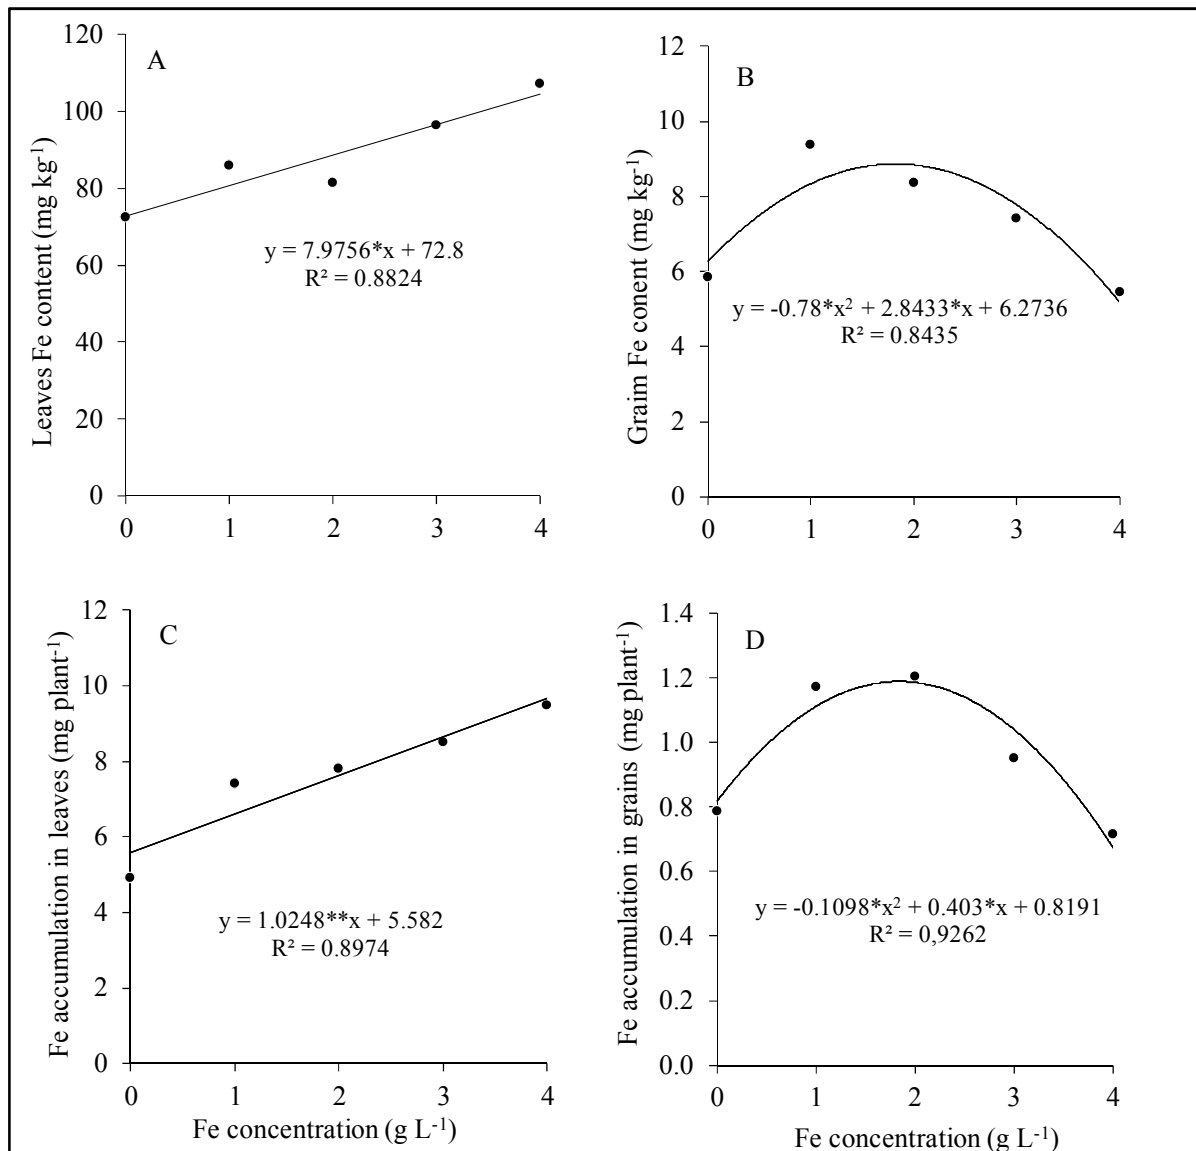 A
Leaves Fe content (mg kg⁻¹)
120
100
80
60
40
20
0
y = 7.9756*x + 72.8
R² = 0.8824
0 1 2 3 4
B
Graim Fe conent (mg kg⁻¹)
12
10
8
6
4
2
0
y = -0.78*x² + 2.8433*x + 6.2736
R² = 0.8435
0 1 2 3 4
C
Fe accumulation in leaves (mg plant⁻¹)
12
10
8
6
4
2
0
y = 1.0248**x + 5.582
R² = 0.8974
0 1 2 3 4
Fe concentration (g L⁻¹)
D
Fe accumulation in grains (mg plant⁻¹)
1.4
1.2
1.0
0.8
0.6
0.4
0.2
0.0
y = -0.1098*x² + 0.403*x + 0.8191
R² = 0,9262
0 1 2 3 4
Fe concentration (g L⁻¹)